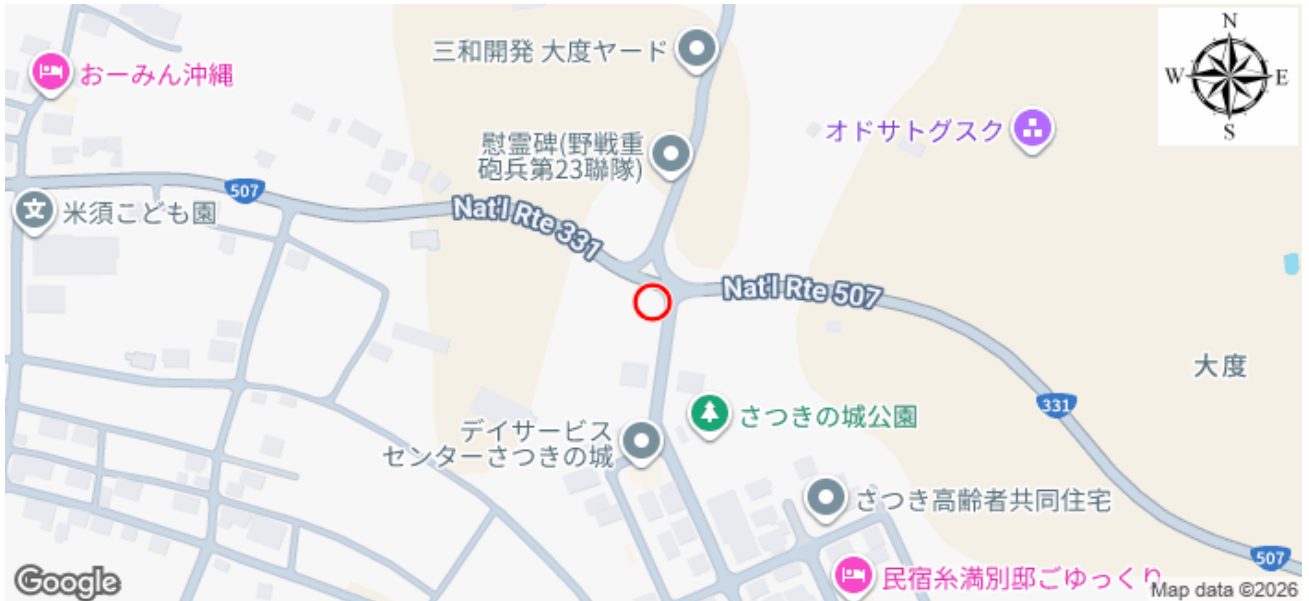 三和開発 大度ヤード
N
W
E
S
おーみん沖縄
オドサトグスク
慰霊碑(野戦重
砲兵第23聯隊)
507
米須こども園
Nat'l Rte 331
Nat'l Rte 507
大度
331
さつきの城公園
デイサービス
センターさつきの城
さつき高齢者共同住宅
507
民宿糸満別邸ごゆっくり
Google
Map data ©2026